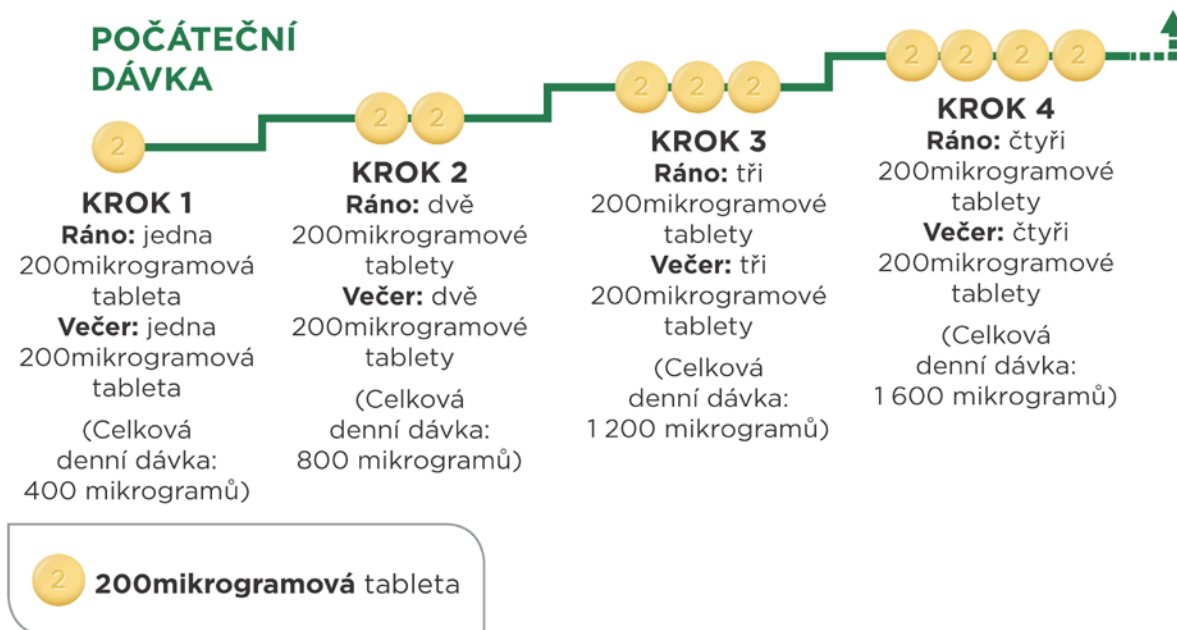 POČÁTEČNÍ
DÁVKA
2
KROK 1
Ráno: jedna
200mikrogramová
tableta
Večer: jedna
200mikrogramová
tableta
(Celková
denní dávka:
400 mikrogramů)
2 2
KROK 2
Ráno: dvě
200mikrogramové
tablety
Večer: dvě
200mikrogramové
tablety
(Celková
denní dávka:
800 mikrogramů)
2 2 2
KROK 3
Ráno: tři
200mikrogramové
tablety
Večer: tři
200mikrogramové
tablety
(Celková
denní dávka:
1 200 mikrogramů)
2 2 2 2
KROK 4
Ráno: čtyři
200mikrogramové
tablety
Večer: čtyři
200mikrogramové
tablety
(Celková
denní dávka:
1 600 mikrogramů)
2 200mikrogramová tableta